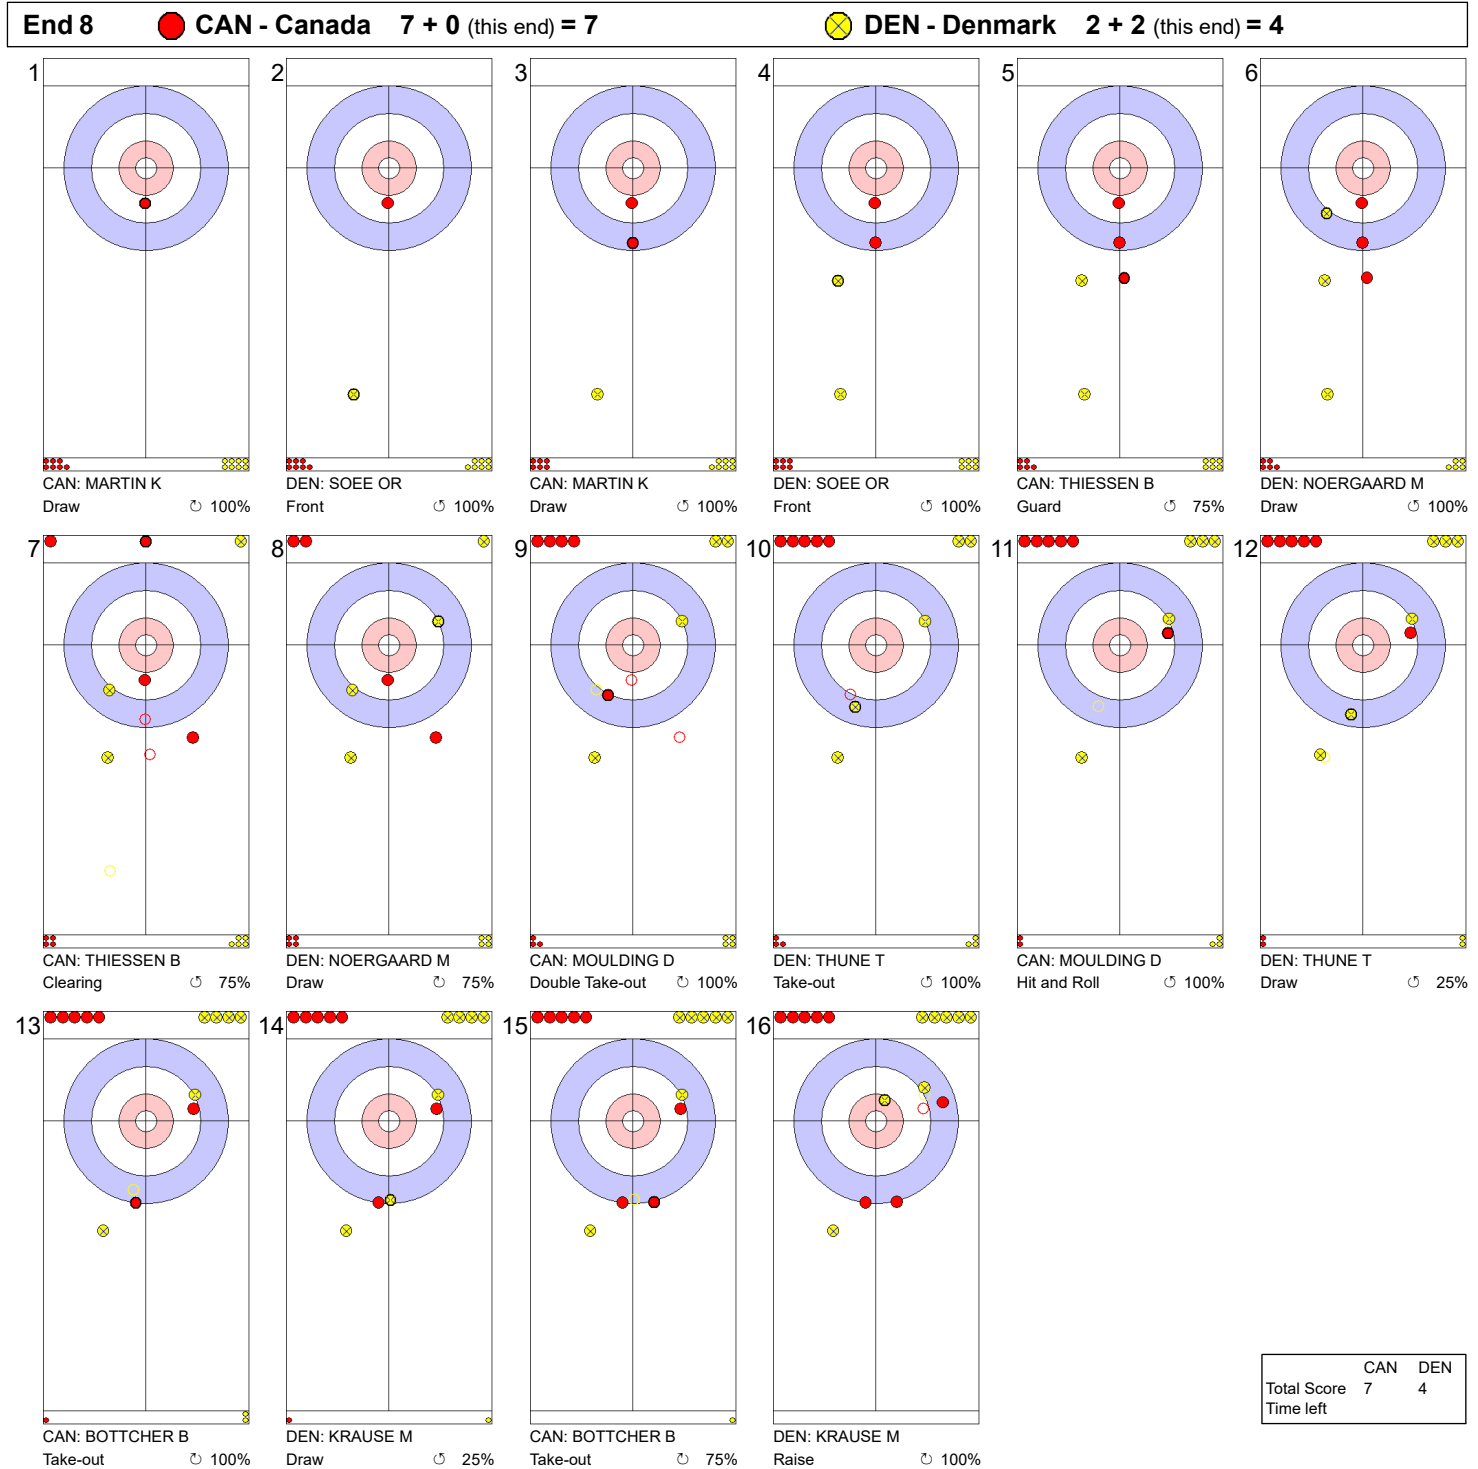 End 8 CAN - Canada 7 + 0 (this end) = 7 DEN - Denmark 2 + 2 (this end) = 4
1 2 3 4 5 6
CAN: MARTIN K DEN: SOEE OR CAN: MARTIN K DEN: SOEE OR CAN: THIESSEN B DEN: NOERGAARD M
Draw ↻ 100% Front ↺ 100% Draw ↻ 100% Front ↺ 100% Guard ↺ 75% Draw ↻ 100%
7 8 9 10 11 12
CAN: THIESSEN B DEN: NOERGAARD M CAN: MOULDING D DEN: THUNE T CAN: MOULDING D DEN: THUNE T
Clearing ↺ 75% Draw ↺ 75% Double Take-out ↻ 100% Take-out ↺ 100% Hit and Roll ↺ 100% Draw ↺ 25%
13 14 15 16
CAN: BOTTCHER B DEN: KRAUSE M CAN: BOTTCHER B DEN: KRAUSE M
Take-out ↻ 100% Draw ↺ 25% Take-out ↻ 75% Raise ↻ 100%
CAN DEN
Total Score 7 4
Time left